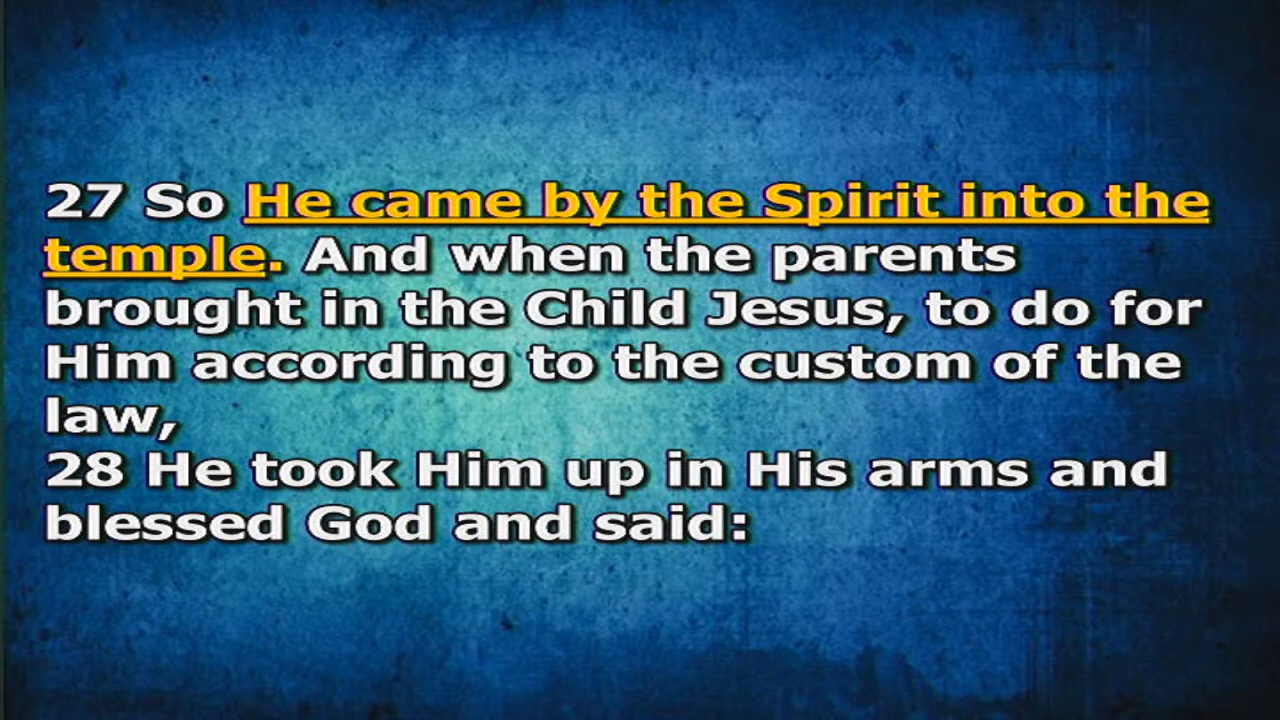 27 So He came by the Spirit into the
temple. And when the parents
brought in the Child Jesus, to do for
Him according to the custom of the
law,
28 He took Him up in His arms and
blessed God and said: